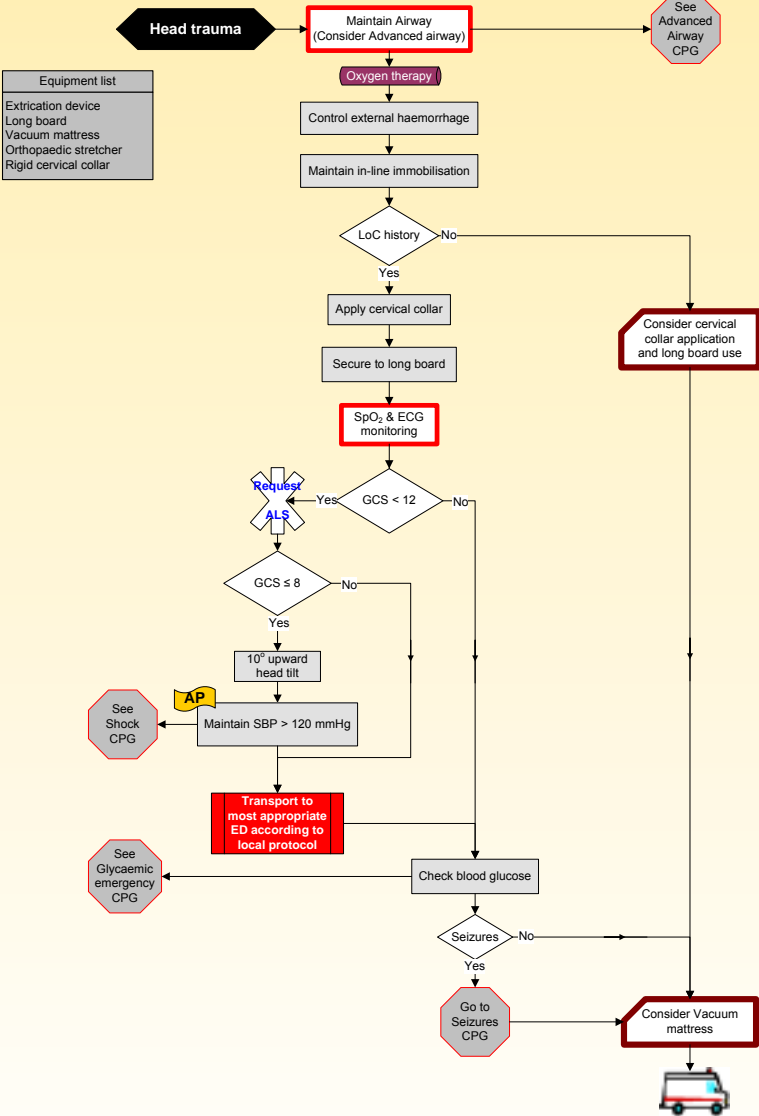 Head trauma
Maintain Airway
(Consider Advanced airway)
See
Advanced
Airway
CPG
Oxygen therapy
Equipment list
Extrication device
Long board
Vacuum mattress
Orthopaedic stretcher
Rigid cervical collar
Control external haemorrhage
Maintain in-line immobilisation
LoC history
No
Yes
Apply cervical collar
Consider cervical
collar application
and long board use
Secure to long board
SpO₂ & ECG
monitoring
Request
ALS
Yes
GCS < 12
No
GCS ≤ 8
No
Yes
10° upward
head tilt
AP
Maintain SBP > 120 mmHg
See
Shock
CPG
Transport to
most appropriate
ED according to
local protocol
See
Glycaemic
emergency
CPG
Check blood glucose
Seizures
No
Yes
Go to
Seizures
CPG
Consider Vacuum
mattress